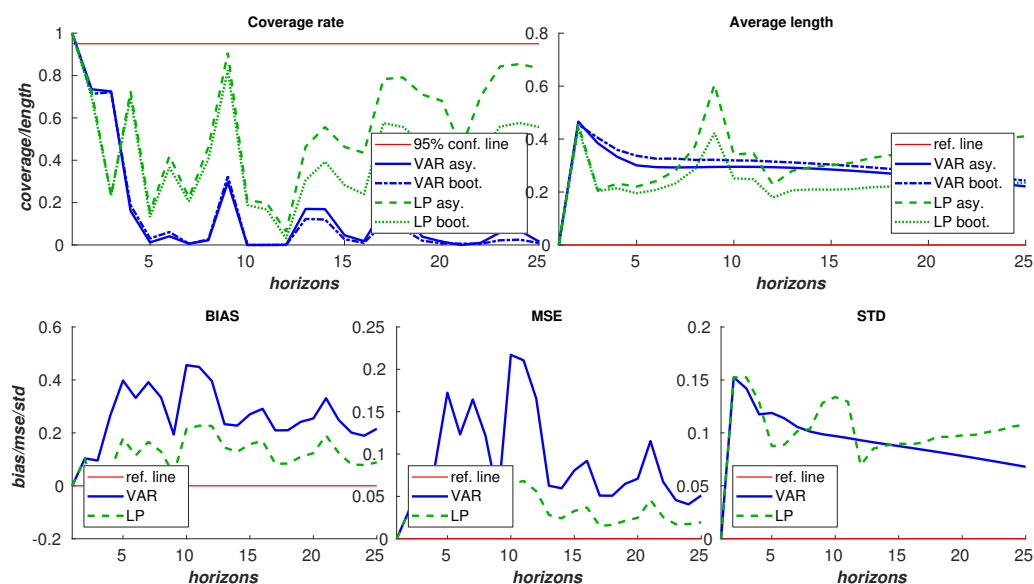 Coverage rate
Average length
coverage/length
1
0.8
0.6
0.4
0.2
0
5
10
15
20
25
horizons
95% conf. line
VAR asy.
VAR boot.
LP asy.
LP boot.
0.8
0.6
0.4
0.2
0
5
10
15
20
25
horizons
ref. line
VAR asy.
VAR boot.
LP asy.
LP boot.
BIAS
MSE
STD
bias/mse/std
0.6
0.4
0.2
0
-0.2
5
10
15
20
25
horizons
ref. line
VAR
LP
0.25
0.2
0.15
0.1
0.05
0
5
10
15
20
25
horizons
ref. line
VAR
LP
0.2
0.15
0.1
0.05
0
5
10
15
20
25
horizons
ref. line
VAR
LP